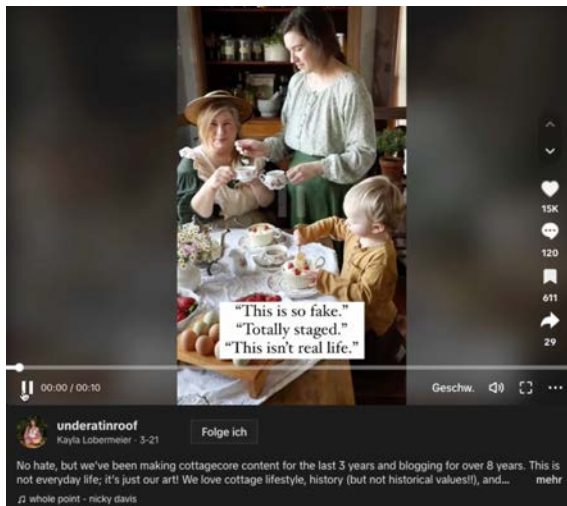 “This is so fake.”
“Totally staged.”
“This isn’t real life.”
15K
120
611
29
00:00 / 00:10
Geschw.
underatinroof
Kayla Lobermeier · 3-21
Folge ich
No hate, but we’ve been making cottagecore content for the last 3 years and blogging for over 8 years. This is
not everyday life; it’s just our art! We love cottage lifestyle, history (but not historical values!!), and... mehr
whole point - nicky davis